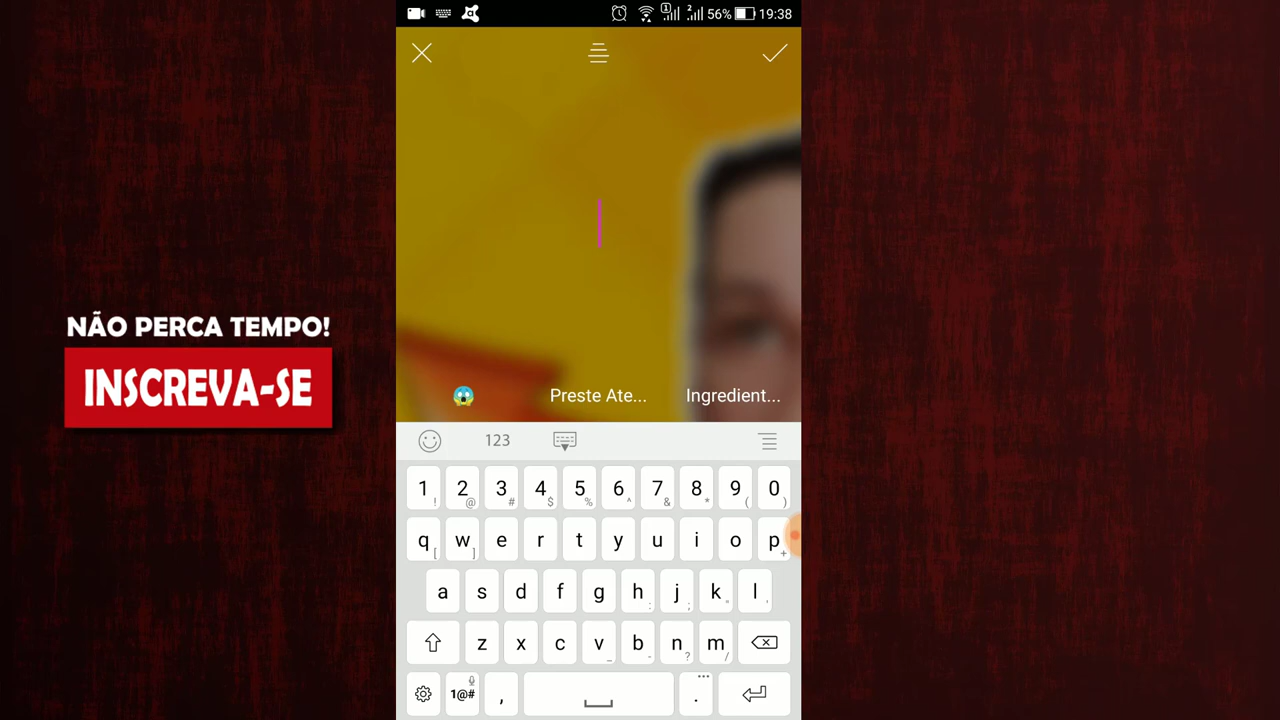 56% 19:38
NÃO PERCA TEMPO!
INSCREVA-SE
Preste Ate... Ingredient...
123
1 2 3 4 5 6 7 8 9 0
! @ # $ % ^ & * ( )
q w e r t y u i o p
[ ] +
a s d f g h j k l
: ; " '
z x c v b n m
_ - ? /
1@# , . ...